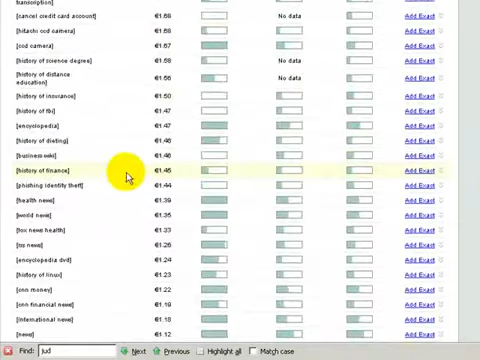 transcription]
[cancel credit card account] €1.68 No data Add Exact
[hitachi ccd camera] €1.68 Add Exact
[ccd camera] €1.67 Add Exact
[history of science degree] €1.58 No data Add Exact
[history of distance education] €1.56 No data Add Exact
[history of insurance] €1.50 Add Exact
[history of fbi] €1.47 Add Exact
[encyclopedia] €1.47 Add Exact
[history of dieting] €1.46 Add Exact
[business wiki] €1.46 Add Exact
[history of finance] €1.45 Add Exact
[phishing identity theft] €1.44 Add Exact
[health news] €1.39 Add Exact
[world news] €1.35 Add Exact
[fox news health] €1.33 Add Exact
[us news] €1.26 Add Exact
[encyclopedia dvd] €1.24 Add Exact
[history of linux] €1.23 Add Exact
[cnn money] €1.22 Add Exact
[cnn financial news] €1.19 Add Exact
[international news] €1.18 Add Exact
[news] €1.12 Add Exact
Find: jud Next Previous Highlight all Match case